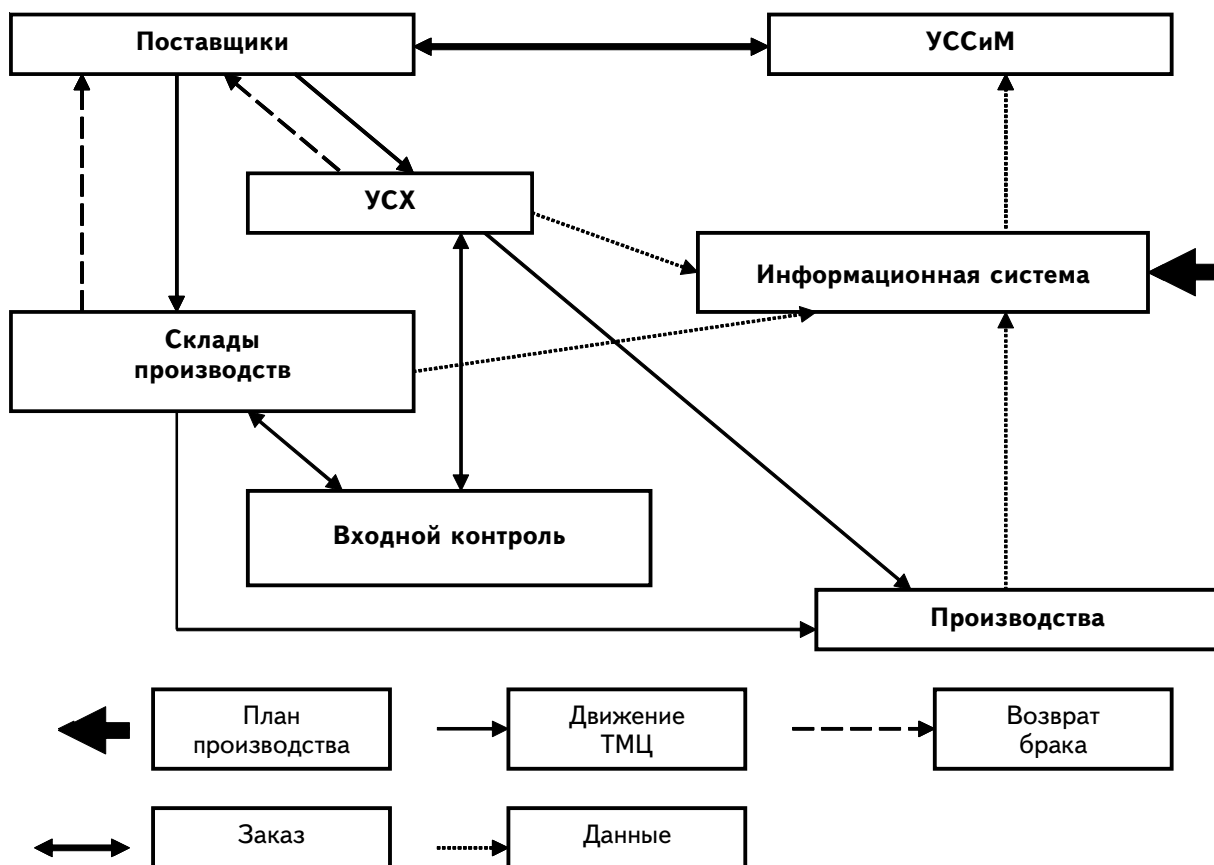 Поставщики
УССиМ
УСХ
Информационная система
Склады
производств
Входной контроль
Производства
План
производства
Движение
ТМЦ
Возврат
брака
Заказ
Данные